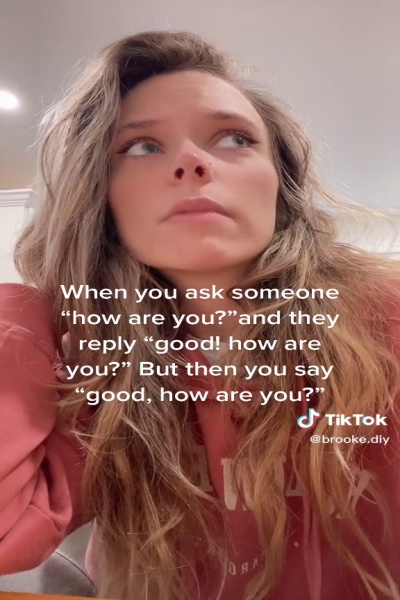 When you ask someone
“how are you?”and they
reply “good! how are
you?” But then you say
“good, how are you?”
TikTok
@brooke.diy